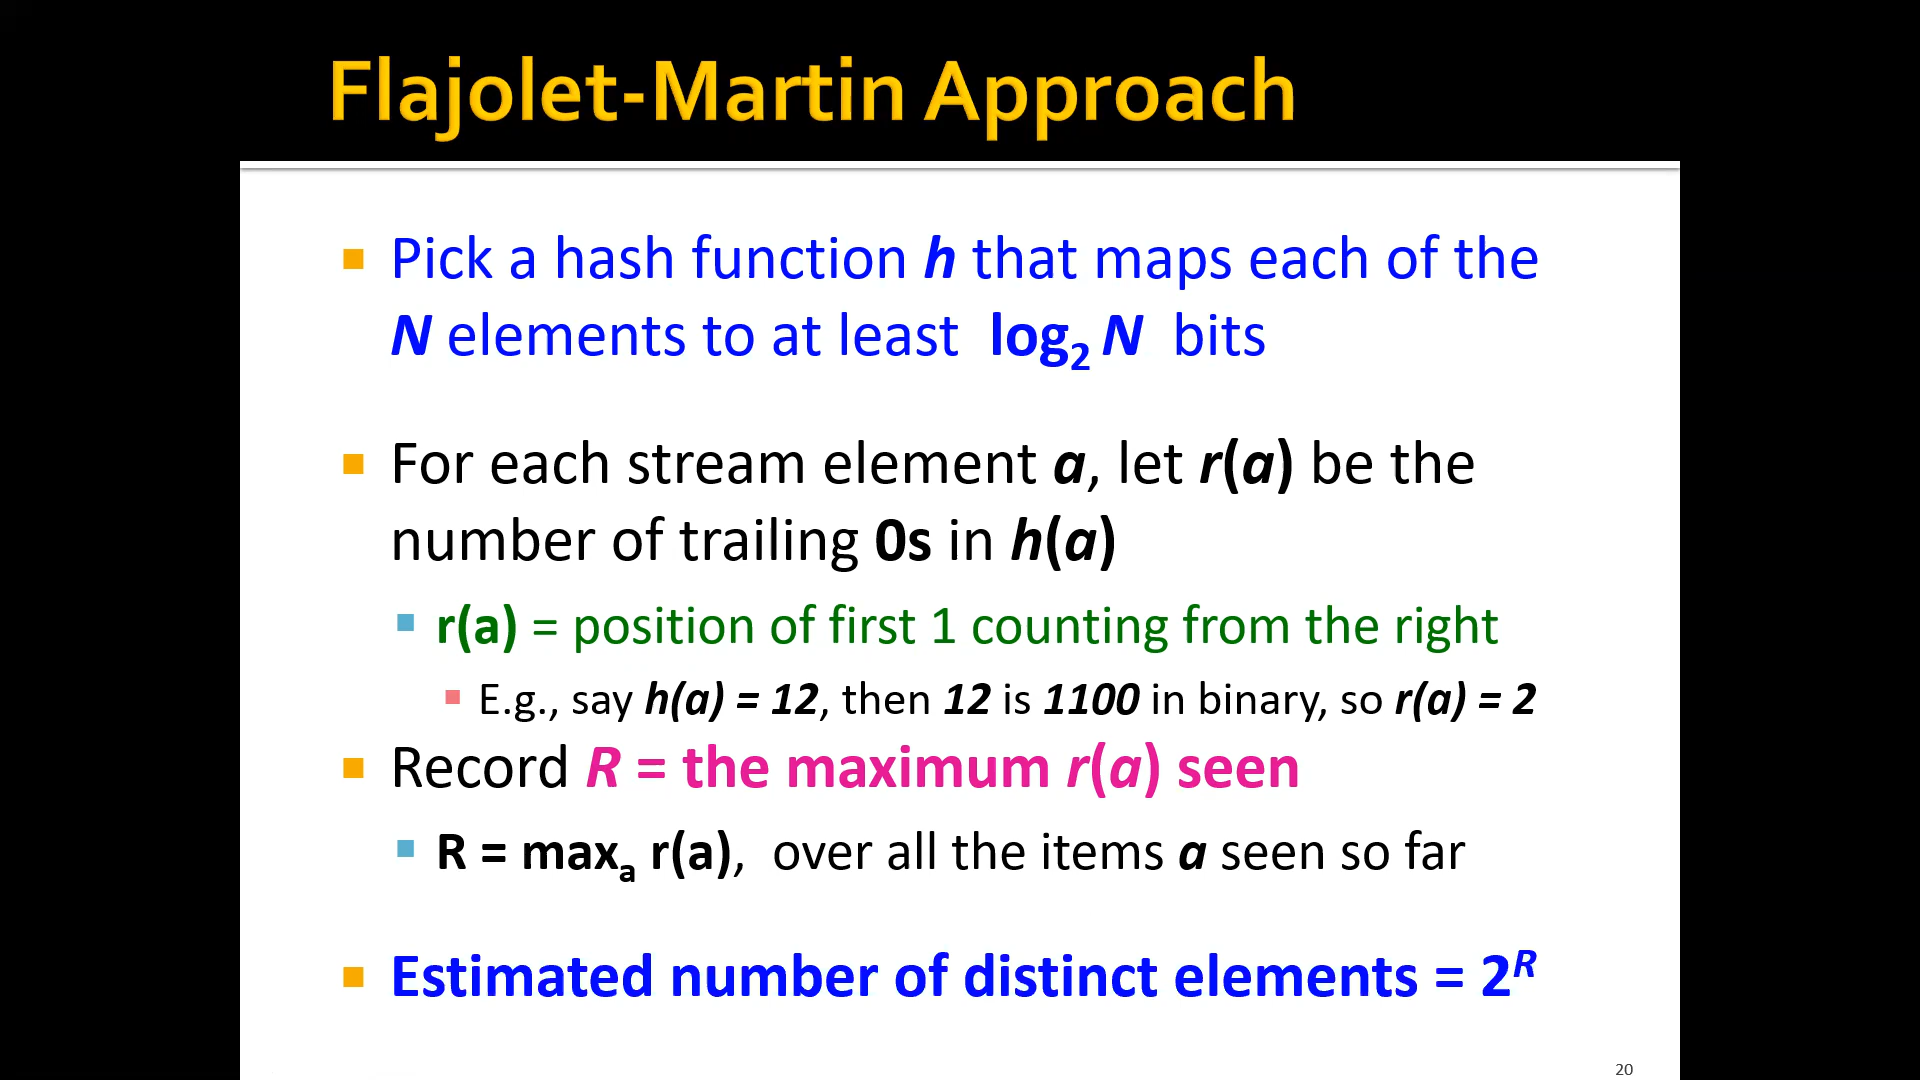 Flajolet-Martin Approach
Pick a hash function h that maps each of the
N elements to at least log₂ N bits
For each stream element a, let r(a) be the
number of trailing 0s in h(a)
r(a) = position of first 1 counting from the right
E.g., say h(a) = 12, then 12 is 1100 in binary, so r(a) = 2
Record R = the maximum r(a) seen
R = maxₐ r(a), over all the items a seen so far
Estimated number of distinct elements = 2ᴿ
20